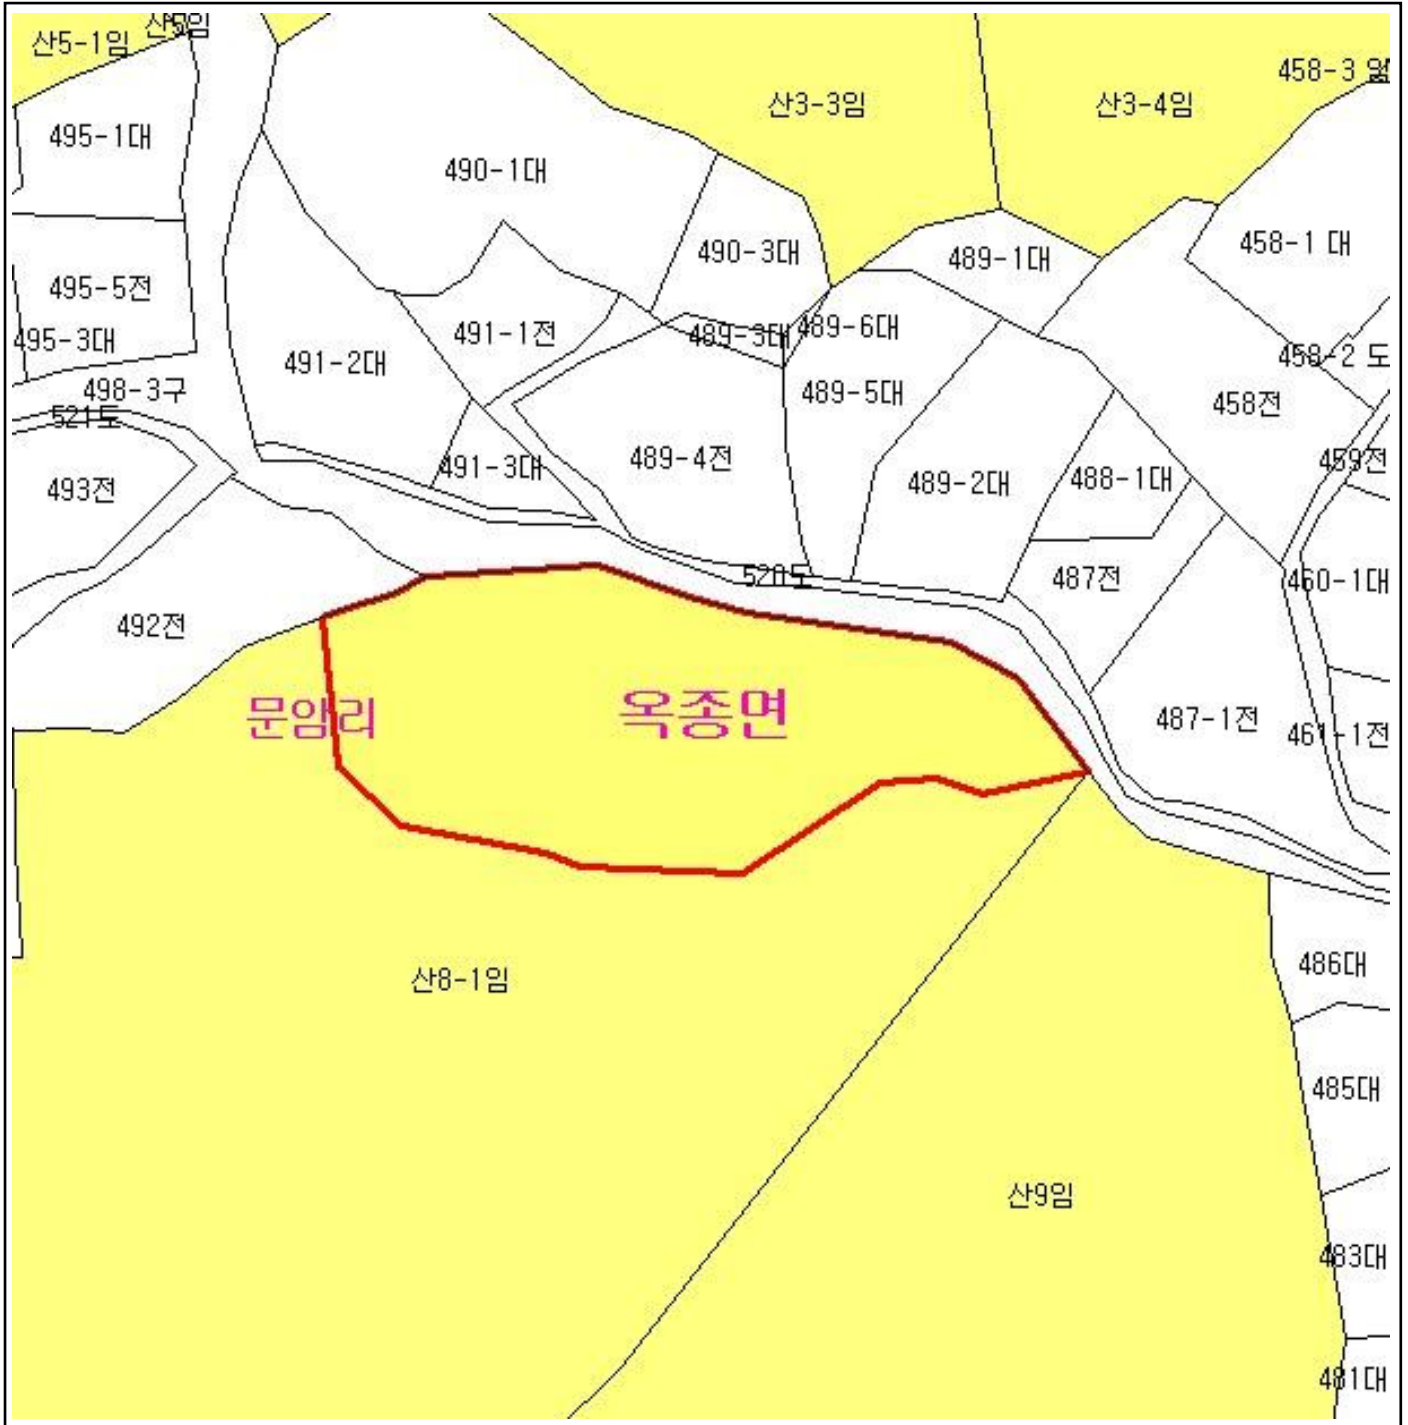 산5-1임
산5임
458-3 임
산3-3임
산3-4임
495-1대
490-1대
458-1 대
490-3대
489-1대
495-5전
495-3대
491-1전
489-3대
489-6대
458-2 도
491-2대
498-3구
489-5대
458전
521도
491-3대
489-4전
459전
493전
489-2대
488-1대
520도
487전
460-1대
492전
문암리
옥종면
487-1전
461-1전
산8-1임
486대
485대
산9임
483대
481대